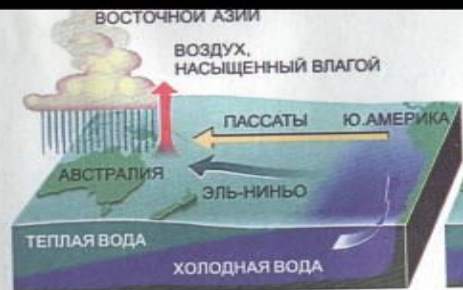 ВОСТОЧНОЙ АЗИИ
ВОЗДУХ,
НАСЫЩЕННЫЙ ВЛАГОЙ
ПАССАТЫ
Ю.АМЕРИКА
АВСТРАЛИЯ
ЭЛЬ-НИНЬО
ТЕПЛАЯ ВОДА
ХОЛОДНАЯ ВОДА